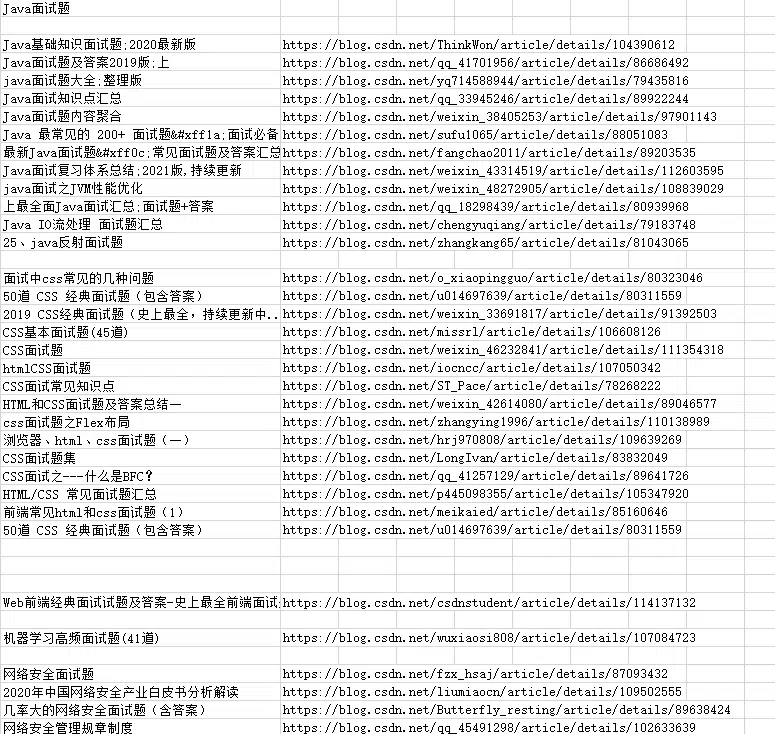 Java面试题
Java基础知识面试题;2020最新版 https://blog.csdn.net/ThinkWon/article/details/104390612
Java面试题及答案2019版;上 https://blog.csdn.net/qq_41701956/article/details/86686492
java面试题大全;整理版 https://blog.csdn.net/yq714588944/article/details/79435816
Java面试知识点汇总 https://blog.csdn.net/qq_33945246/article/details/89922244
Java面试题内容聚合 https://blog.csdn.net/weixin_38405253/article/details/97901143
Java 最常见的 200+ 面试题&#xff1a;面试必备 https://blog.csdn.net/sufu1065/article/details/88051083
最新Java面试题&#xff0c;常见面试题及答案汇总 https://blog.csdn.net/fangchao2011/article/details/89203535
Java面试复习体系总结;2021版,持续更新 https://blog.csdn.net/weixin_43314519/article/details/112603595
java面试之JVM性能优化 https://blog.csdn.net/weixin_48272905/article/details/108839029
上最全面Java面试汇总;面试题+答案 https://blog.csdn.net/qq_18298439/article/details/80939968
Java IO流处理 面试题汇总 https://blog.csdn.net/chengyuqiang/article/details/79183748
25、java反射面试题 https://blog.csdn.net/zhangkang65/article/details/81043065
面试中css常见的几种问题 https://blog.csdn.net/o_xiaopingguo/article/details/80323046
50道 CSS 经典面试题（包含答案） https://blog.csdn.net/u014697639/article/details/80311559
2019 CSS经典面试题（史上最全，持续更新中... https://blog.csdn.net/weixin_33691817/article/details/91392503
CSS基本面试题(45道) https://blog.csdn.net/missrl/article/details/106608126
CSS面试题 https://blog.csdn.net/weixin_46232841/article/details/111354318
htmlCSS面试题 https://blog.csdn.net/iocncc/article/details/107050342
CSS面试常见知识点 https://blog.csdn.net/ST_Pace/article/details/78268222
HTML和CSS面试题及答案总结一 https://blog.csdn.net/weixin_42614080/article/details/89046577
css面试题之Flex布局 https://blog.csdn.net/zhangying1996/article/details/110138989
浏览器、html、css面试题（一） https://blog.csdn.net/hrj970808/article/details/109639269
CSS面试题集 https://blog.csdn.net/LongIvan/article/details/83832049
CSS面试之---什么是BFC？ https://blog.csdn.net/qq_41257129/article/details/89641726
HTML/CSS 常见面试题汇总 https://blog.csdn.net/p445098355/article/details/105347920
前端常见html和css面试题（1） https://blog.csdn.net/meikaied/article/details/85160646
50道 CSS 经典面试题（包含答案） https://blog.csdn.net/u014697639/article/details/80311559
Web前端经典面试试题及答案-史上最全前端面试 https://blog.csdn.net/csdnstudent/article/details/114137132
机器学习高频面试题(41道) https://blog.csdn.net/wuxiaosi808/article/details/107084723
网络安全面试题 https://blog.csdn.net/fzx_hsaj/article/details/87093432
2020年中国网络安全产业白皮书分析解读 https://blog.csdn.net/liumiaocn/article/details/109502555
几率大的网络安全面试题（含答案） https://blog.csdn.net/Butterfly_resting/article/details/89638424
网络安全管理规章制度 https://blog.csdn.net/qq_45491298/article/details/102633639